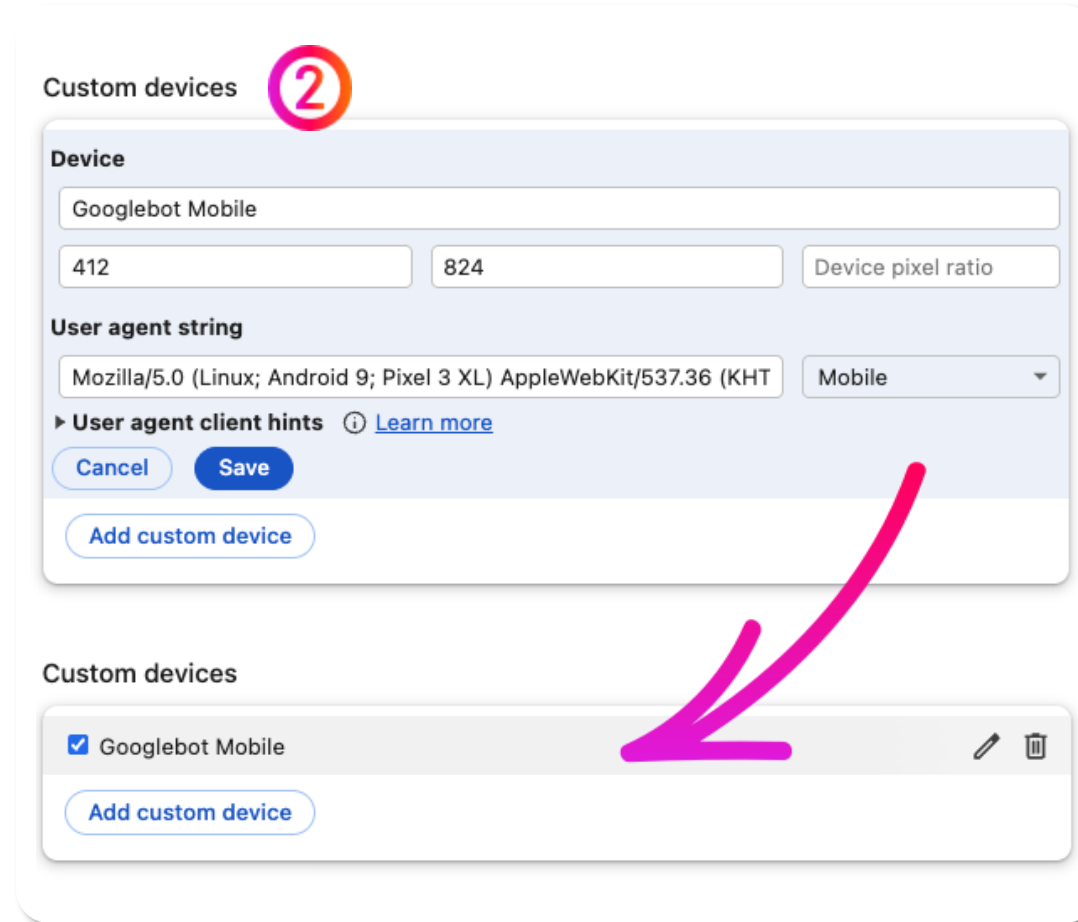 Custom devices 2
Device
Googlebot Mobile
412 824 Device pixel ratio
User agent string
Mozilla/5.0 (Linux; Android 9; Pixel 3 XL) AppleWebKit/537.36 (KHT Mobile
User agent client hints Learn more
Cancel Save
Add custom device
Custom devices
Googlebot Mobile
Add custom device